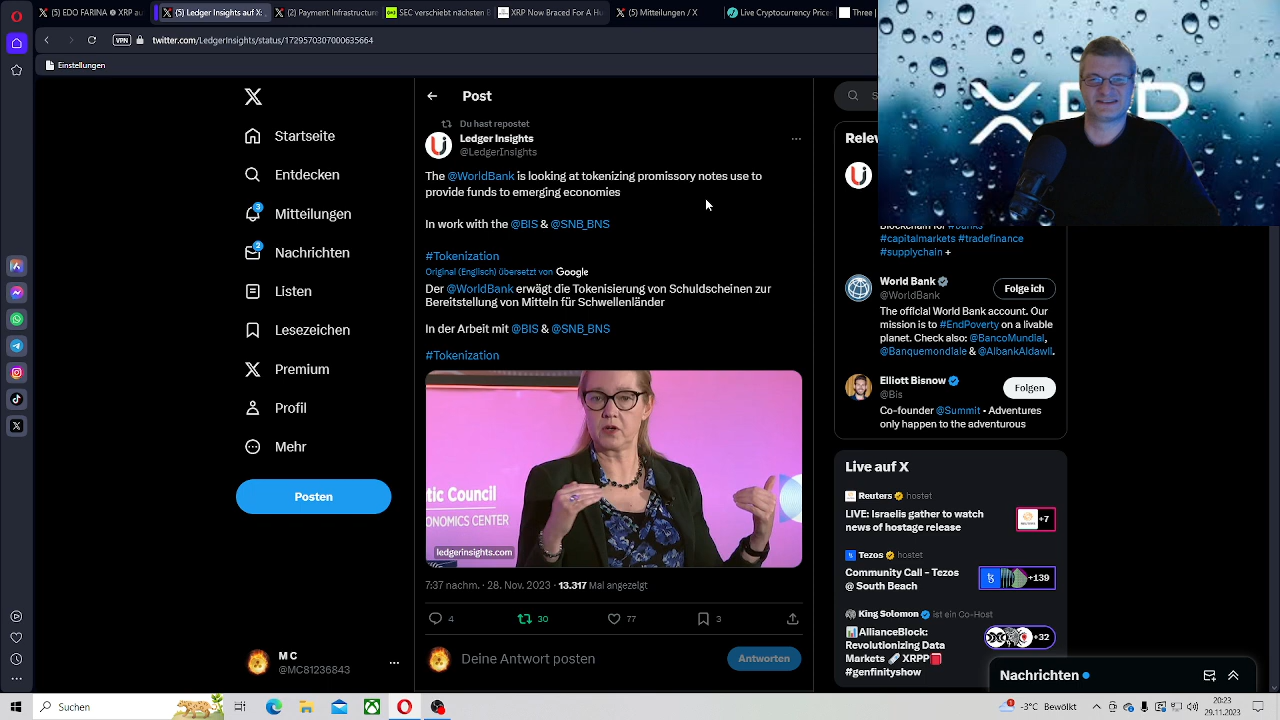 (5) EDO FARINA 🅧 XRP au
(5) Ledger Insights auf X:
(2) Payment Infrastructure
SEC verschiebt nächsten B
XRP Now Braced For A Hu
(5) Mitteilungen / X
Live Cryptocurrency Price
Three
VPN
twitter.com/LedgerInsights/status/1729570307000635664
Einstellungen
XRP
Startseite
Entdecken
3
Mitteilungen
2
Nachrichten
Listen
Lesezeichen
Premium
Profil
Mehr
Posten
M C
@MC81236843
Post
Du hast repostet
Ledger Insights
@LedgerInsights
The @WorldBank is looking at tokenizing promissory notes use to
provide funds to emerging economies
In work with the @BIS & @SNB_BNS
#Tokenization
Original (Englisch) übersetzt von Google
Der @WorldBank erwägt die Tokenisierung von Schuldscheinen zur
Bereitstellung von Mitteln für Schwellenländer
In der Arbeit mit @BIS & @SNB_BNS
#Tokenization
tic Council
ONOMICS CENTER
ledgerinsights.com
7:37 nachm. · 28. Nov. 2023 · 13.317 Mal angezeigt
4
30
77
3
Deine Antwort posten
Antworten
S
Relev
Blockchain for #banks
#capitalmarkets #tradefinance
#supplychain +
World Bank
@WorldBank
Folge ich
The official World Bank account. Our
mission is to #EndPoverty on a livable
planet. Check also: @BancoMundial,
@Banquemondiale & @AlbankAldawli.
Elliott Bisnow
@Bis
Folgen
Co-founder @Summit • Adventures
only happen to the adventurous
Live auf X
Reuters hostet
LIVE: Israelis gather to watch
news of hostage release
+7
Tezos hostet
Community Call – Tezos
@ South Beach
+139
King Solomon ist ein Co-Host
📊AllianceBlock:
Revolutionizing Data
Markets 🚀XRPP🟥
#genfinityshow
+32
Nachrichten
Suchen
-3°C Bewölkt
20:23
29.11.2023